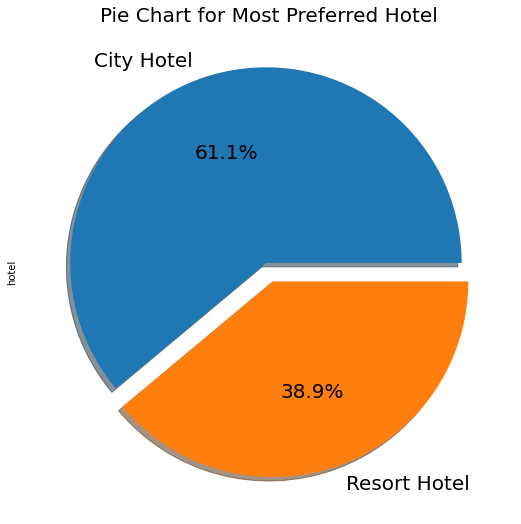 Pie Chart for Most Preferred Hotel
City Hotel
61.1%
hotel
38.9%
Resort Hotel